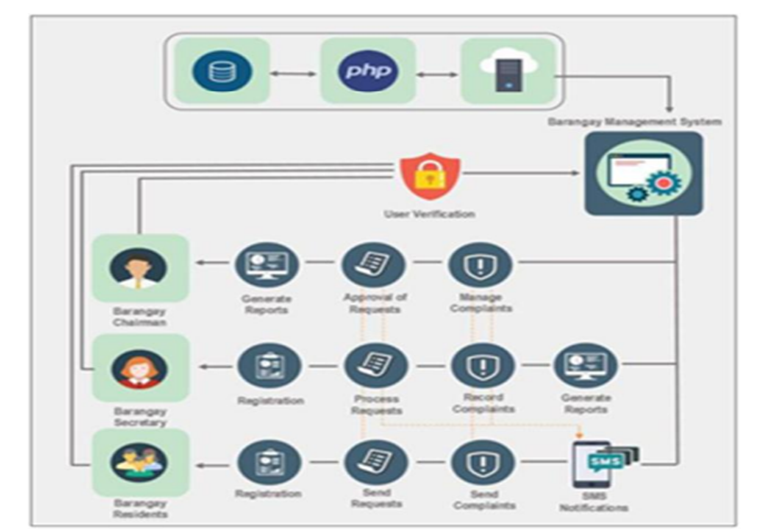 php
Barangay Management System
User Verification
Barangay
Chairman
Generate
Reports
Approval of
Requests
Manage
Complaints
Barangay
Secretary
Registration
Process
Requests
Record
Complaints
Generate
Reports
Barangay
Residents
Registration
Send
Requests
Send
Complaints
SMS
SMS
Notifications